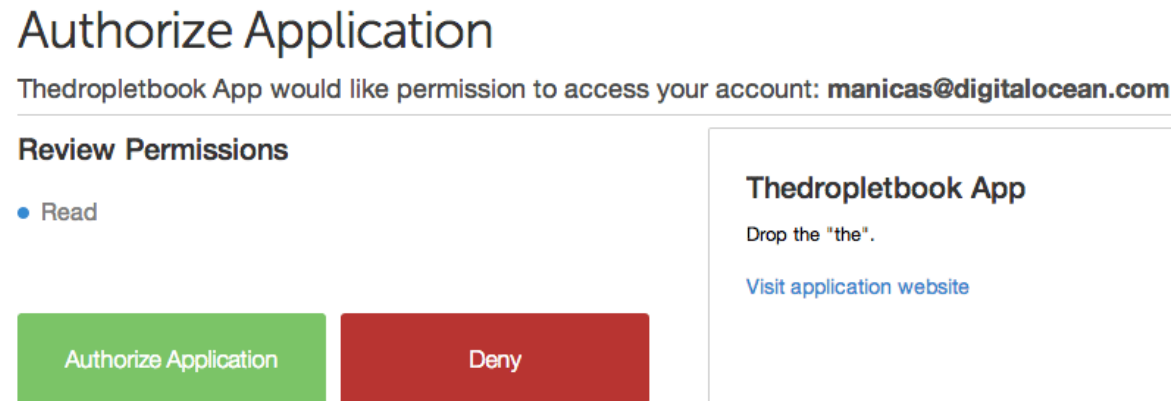 Authorize Application
Thedropletbook App would like permission to access your account: manicas@digitalocean.com
Review Permissions
Read
Authorize Application
Deny
Thedropletbook App
Drop the "the".
Visit application website